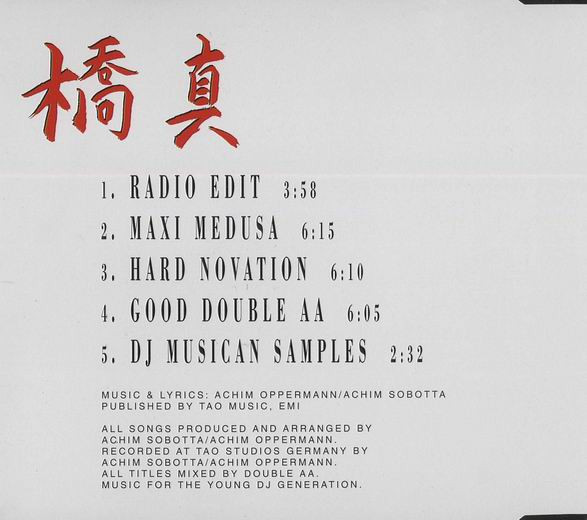 橋真
1. RADIO EDIT 3:58
2. MAXI MEDUSA 6:15
3. HARD NOVATION 6:10
4. GOOD DOUBLE AA 6:05
5. DJ MUSICAN SAMPLES 2:32
MUSIC & LYRICS: ACHIM OPPERMANN/ACHIM SOBOTTA
PUBLISHED BY TAO MUSIC, EMI
ALL SONGS PRODUCED AND ARRANGED BY
ACHIM SOBOTTA/ACHIM OPPERMANN.
RECORDED AT TAO STUDIOS GERMANY BY
ACHIM SOBOTTA/ACHIM OPPERMANN.
ALL TITLES MIXED BY DOUBLE AA.
MUSIC FOR THE YOUNG DJ GENERATION.